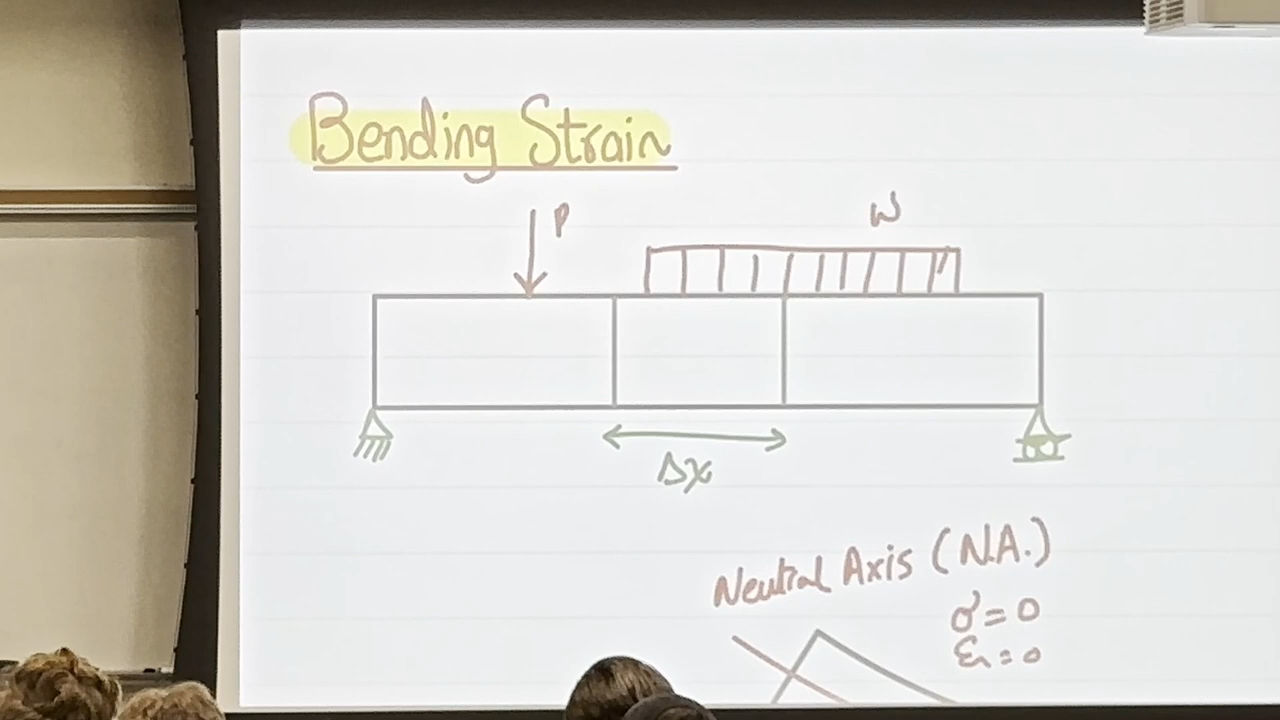 Bending Strain
P
W
Δx
Neutral Axis (N.A.)
σ = 0
ε = 0